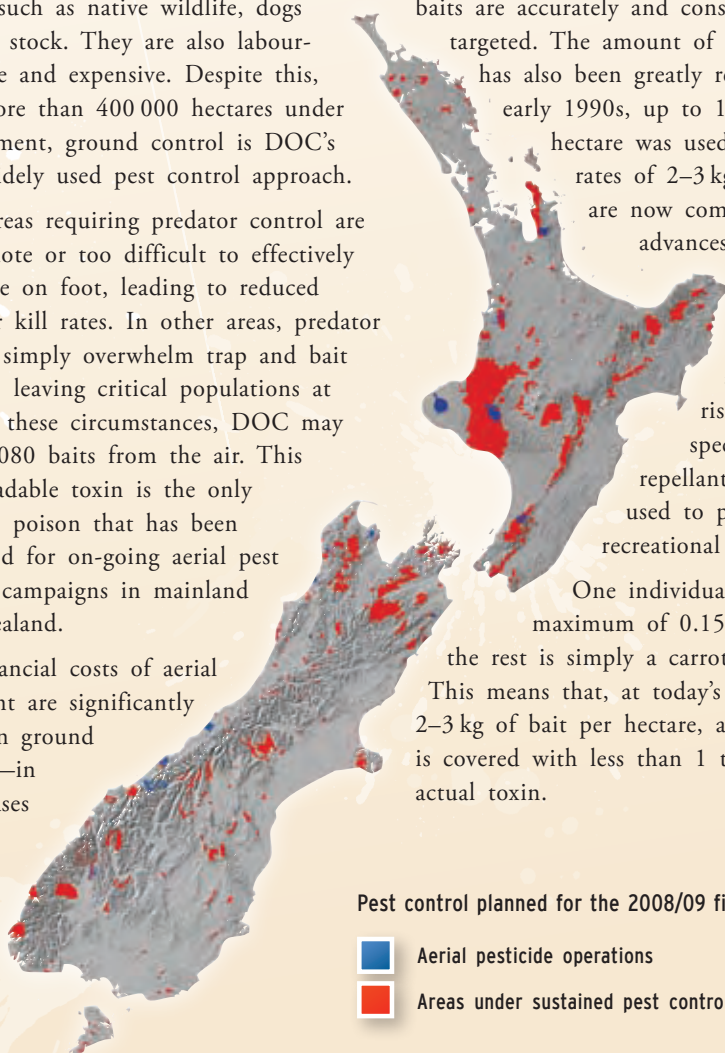 such as native wildlife, dogs
stock. They are also labour-
e and expensive. Despite this,
ore than 400 000 hectares under
ment, ground control is DOC's
idely used pest control approach.
reas requiring predator control are
ote or too difficult to effectively
e on foot, leading to reduced
r kill rates. In other areas, predator
simply overwhelm trap and bait
leaving critical populations at
these circumstances, DOC may
080 baits from the air. This
adable toxin is the only
poison that has been
d for on-going aerial pest
campaigns in mainland
ealand.
ancial costs of aerial
nt are significantly
n ground
—in
ses
baits are accurately and cons
targeted. The amount of
has also been greatly re
early 1990s, up to 1
hectare was used
rates of 2–3 kg
are now com
advances
ris
spec
repellant
used to p
recreational
One individua
maximum of 0.15
the rest is simply a carrot
This means that, at today's
2–3 kg of bait per hectare, a
is covered with less than 1 t
actual toxin.
Pest control planned for the 2008/09 fi
Aerial pesticide operations
Areas under sustained pest contro